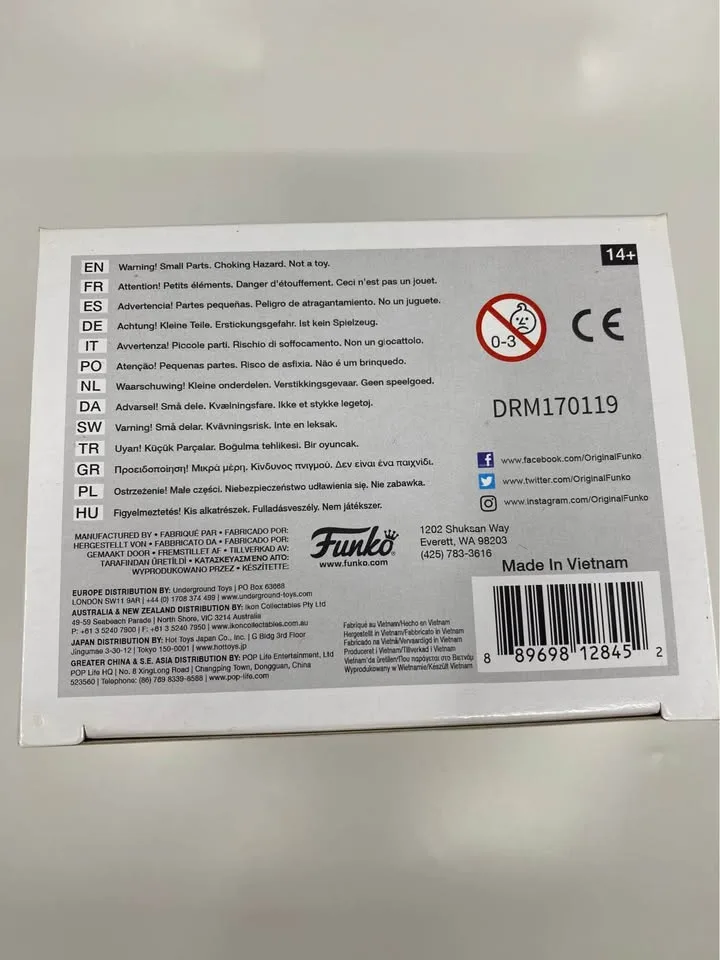 14+
EN Warning! Small Parts. Choking Hazard. Not a toy.
FR Attention! Petits éléments. Danger d'étouffement. Ceci n'est pas un jouet.
ES Advertencia! Partes pequeñas. Peligro de atragantamiento. No un juguete.
DE Achtung! Kleine Teile. Erstickungsgefahr. Ist kein Spielzeug.
IT Avvertenza! Piccole parti. Rischio di soffocamento. Non un giocattolo.
PO Atenção! Pequenas partes. Risco de asfixia. Não é um brinquedo.
NL Waarschuwing! Kleine onderdelen. Verstikkingsgevaar. Geen speelgoed.
DA Advarsel! Små dele. Kvælningsfare. Ikke et stykke legetøj.
SW Varning! Små delar. Kvävningsrisk. Inte en leksak.
TR Uyarı! Küçük Parçalar. Boğulma tehlikesi. Bir oyuncak.
GR Προειδοποίηση! Μικρά μέρη. Κίνδυνος πνιγμού. Δεν είναι ένα παιχνίδι.
PL Ostrzeżenie! Małe części. Niebezpieczeństwo udławienia się. Nie zabawka.
HU Figyelmeztetés! Kis alkatrészek. Fulladásveszély. Nem játékszer.
0-3
CE
DRM170119
www.facebook.com/OriginalFunko
www.twitter.com/OriginalFunko
www.instagram.com/OriginalFunko
MANUFACTURED BY • FABRIQUÉ PAR • FABRICADO POR:
HERGESTELLT VON • FABBRICATO DA • FABRICADO POR:
GEMAAKT DOOR • FREMSTILLET AF • TILLVERKAD AV:
TARAFINDAN ÜRETİLDİ • ΚΑΤΑΣΚΕΥΑΣΜΕΝΟ ΑΠΟ:
WYPRODUKOWANO PRZEZ • KÉSZÍTETTE:
Funko
www.funko.com
1202 Shuksan Way
Everett, WA 98203
(425) 783-3616
Made In Vietnam
EUROPE DISTRIBUTION BY: Underground Toys | PO Box 63068
LONDON SW11 9AR | +44 (0) 1708 374 499 | www.underground-toys.com
AUSTRALIA & NEW ZEALAND DISTRIBUTION BY: Ikon Collectables Pty Ltd
49-59 Seabeach Parade | North Shore, VIC 3214 Australia
P: +61 3 5240 7900 | F: +61 3 5240 7950 | www.ikoncollectables.com.au
JAPAN DISTRIBUTION BY: Hot Toys Japan Co., Inc. | G Bldg 3rd Floor
Jingumae 3-30-12 | Tokyo 150-0001 | www.hottoys.jp
GREATER CHINA & S.E. ASIA DISTRIBUTION BY: POP Life Entertainment, Ltd
POP Life HQ | No. 8 XingLong Road | Changping Town, Dongguan, China
523560 | Telephone: (86) 769 8339-8588 | www.pop-life.com
Fabriqué au Vietnam/Hecho en Vietnam
Hergestellt in Vietnam/Fabbricato in Vietnam
Fabricado na Vietnã/Vervaardigd in Vietnam
Produceret i Vietnam/Tillverkad i Vietnam
Vietnam'da üretilen/Που παράγεται στο Βιετνάμ
Wyprodukowany w Wietnamie/Készült Vietnam
8 89698 12845 2